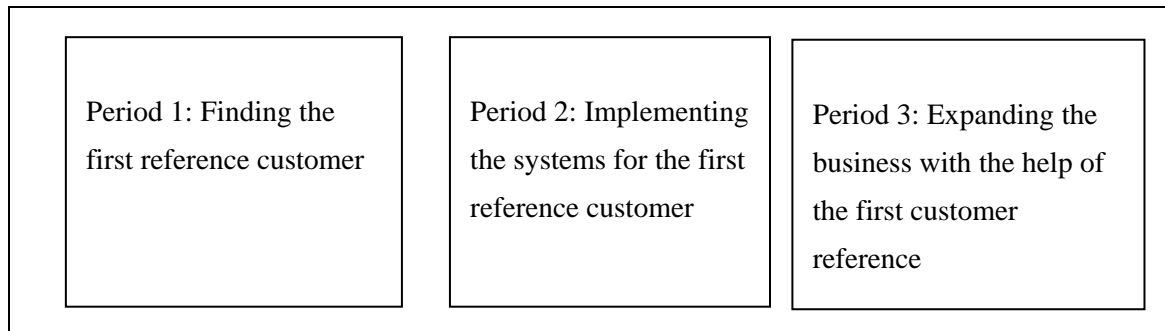 Period 1: Finding the
first reference customer
Period 2: Implementing
the systems for the first
reference customer
Period 3: Expanding the
business with the help of
the first customer
reference